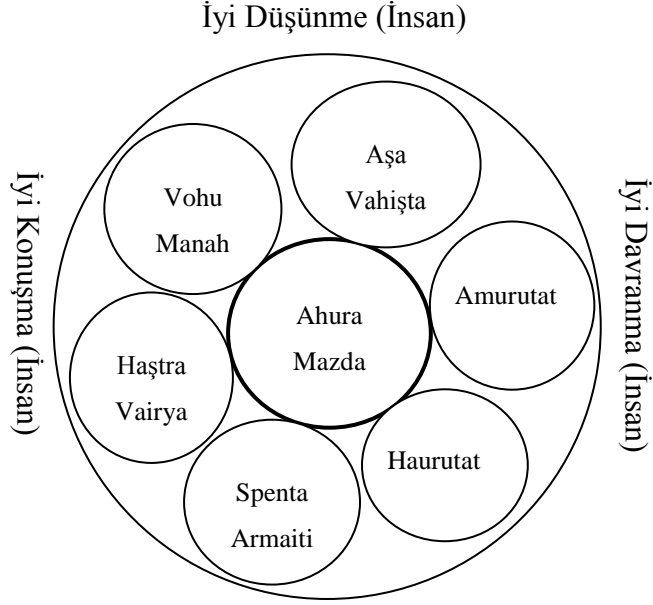 İyi Düşünme (İnsan)
Aşa
Vahişta
Vohu
Manah
İyi Konuşma (İnsan)
İyi Davranma (İnsan)
Amurutat
Ahura
Mazda
Haştra
Vairya
Haurutat
Spenta
Armaiti